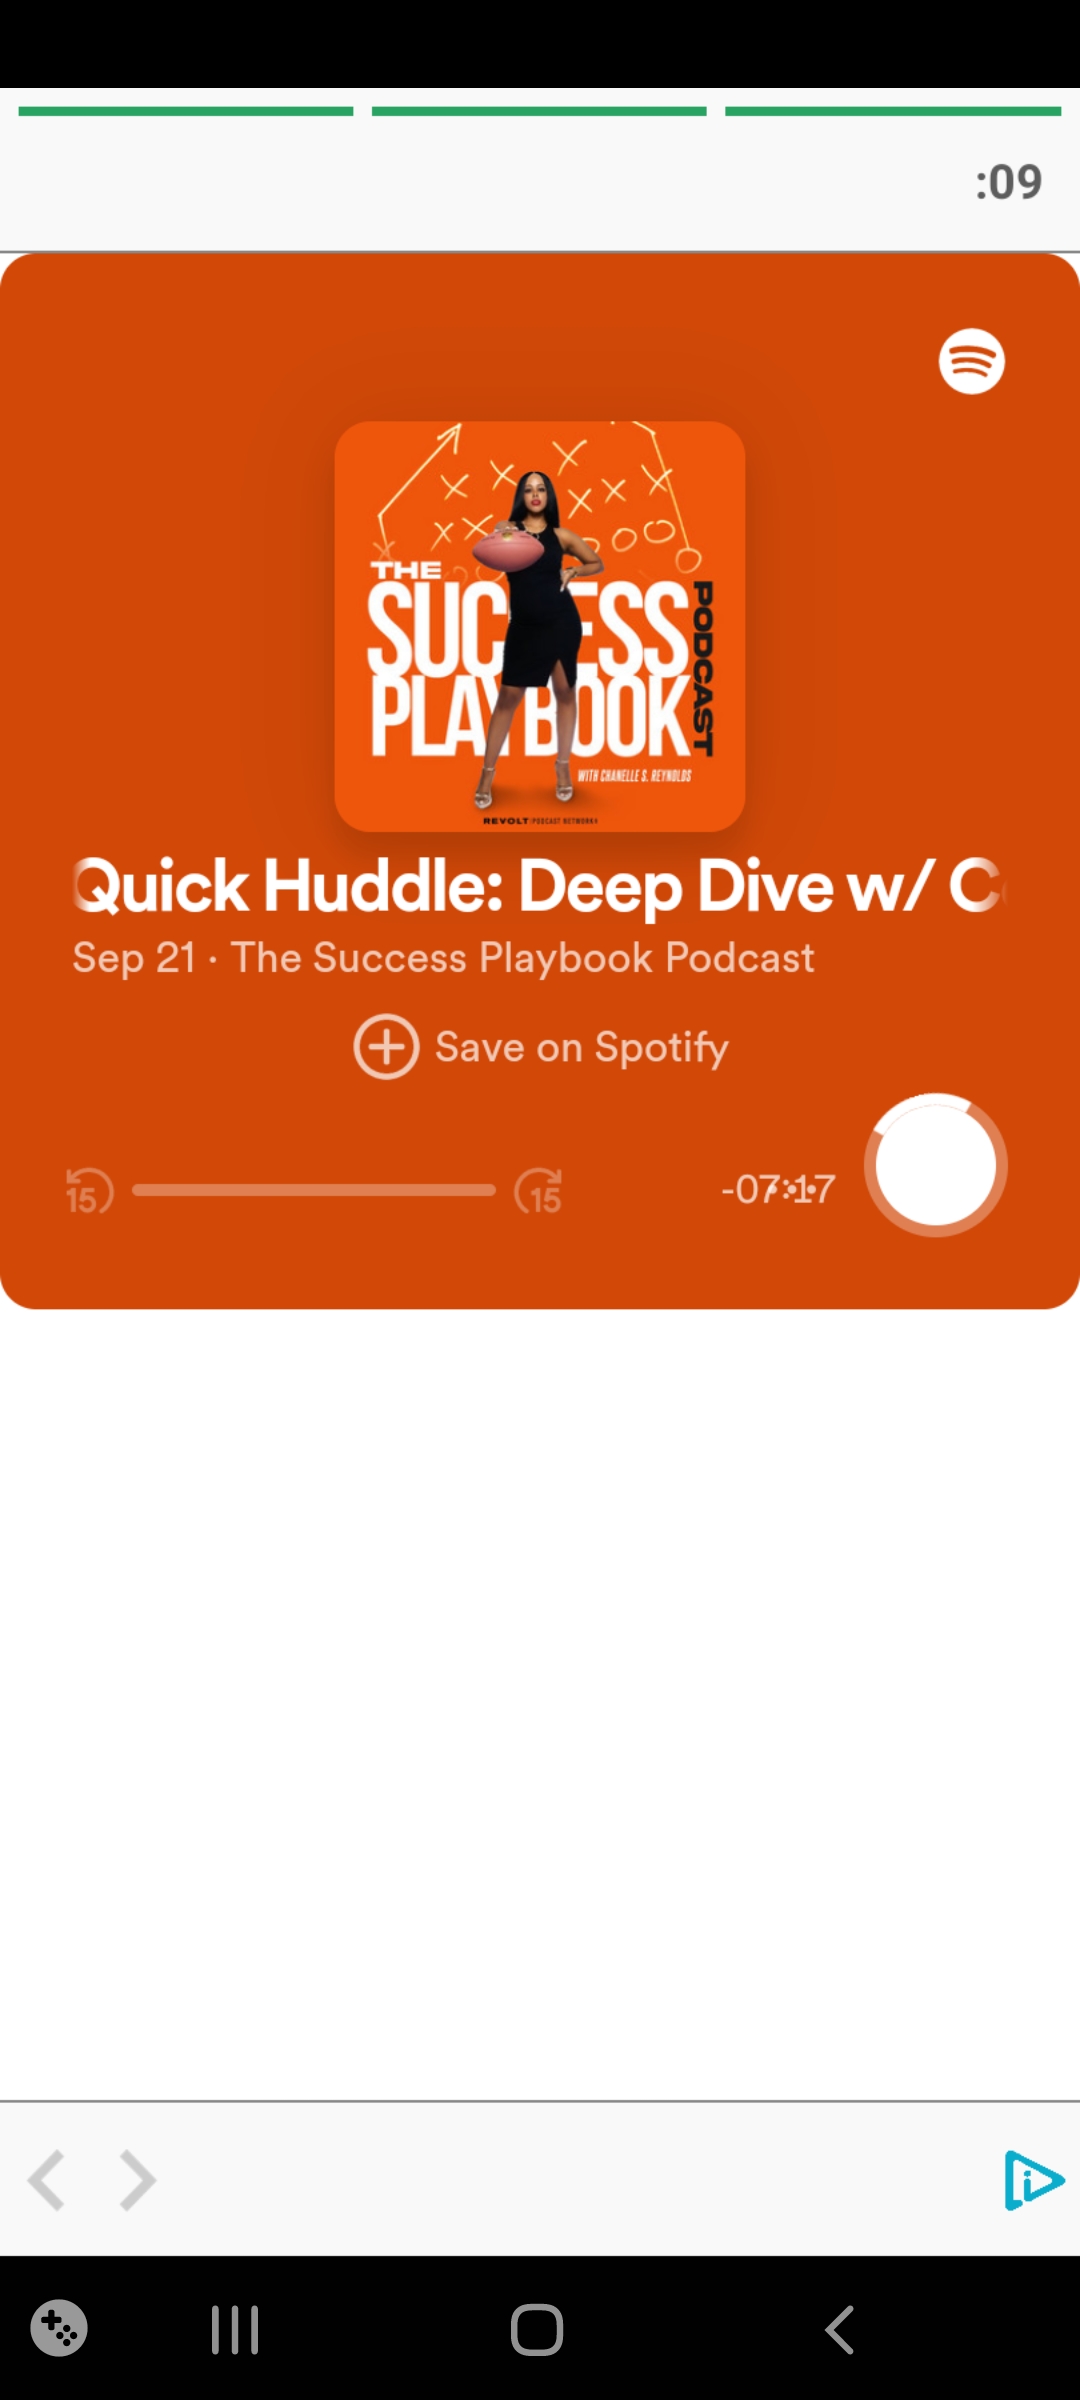 :09
THE
SUCCESS
PLAYBOOK
PODCAST
WITH CHANELLE S. REYNOLDS
REVOLT PODCAST NETWORK
Quick Huddle: Deep Dive w/ C
Sep 21 · The Success Playbook Podcast
Save on Spotify
15
15
-07:17